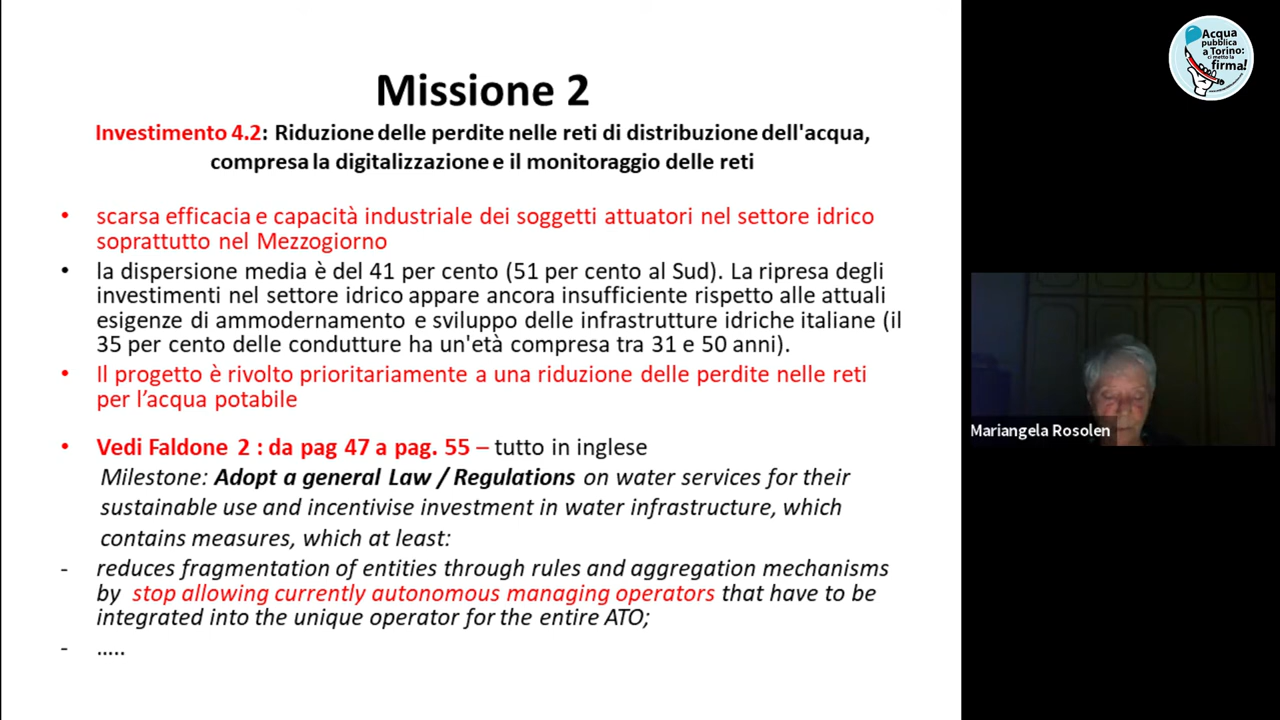 Missione 2
Investimento 4.2: Riduzione delle perdite nelle reti di distribuzione dell'acqua,
compresa la digitalizzazione e il monitoraggio delle reti
• scarsa efficacia e capacità industriale dei soggetti attuatori nel settore idrico
soprattutto nel Mezzogiorno
• la dispersione media è del 41 per cento (51 per cento al Sud). La ripresa degli
investimenti nel settore idrico appare ancora insufficiente rispetto alle attuali
esigenze di ammodernamento e sviluppo delle infrastrutture idriche italiane (il
35 per cento delle condutture ha un'età compresa tra 31 e 50 anni).
• Il progetto è rivolto prioritariamente a una riduzione delle perdite nelle reti
per l’acqua potabile
• Vedi Faldone 2 : da pag 47 a pag. 55 – tutto in inglese
Milestone: Adopt a general Law / Regulations on water services for their
sustainable use and incentivise investment in water infrastructure, which
contains measures, which at least:
- reduces fragmentation of entities through rules and aggregation mechanisms
by stop allowing currently autonomous managing operators that have to be
integrated into the unique operator for the entire ATO;
- …..
Acqua
pubblica
a Torino:
ci metto la
firma!
Mariangela Rosolen